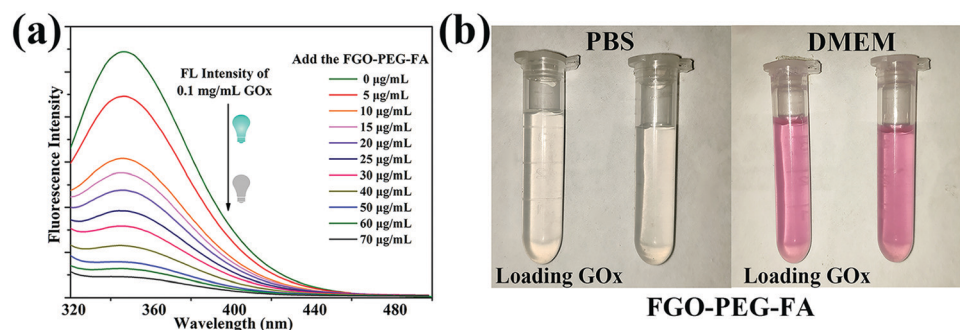 (a)
Fluorescence Intensity
Add the FGO-PEG-FA
FL Intensity of
0.1 mg/mL GOx
0 µg/mL
5 µg/mL
10 µg/mL
15 µg/mL
20 µg/mL
25 µg/mL
30 µg/mL
40 µg/mL
50 µg/mL
60 µg/mL
70 µg/mL
320 360 400 440 480
Wavelength (nm)
(b)
PBS
DMEM
Loading GOx
Loading GOx
FGO-PEG-FA